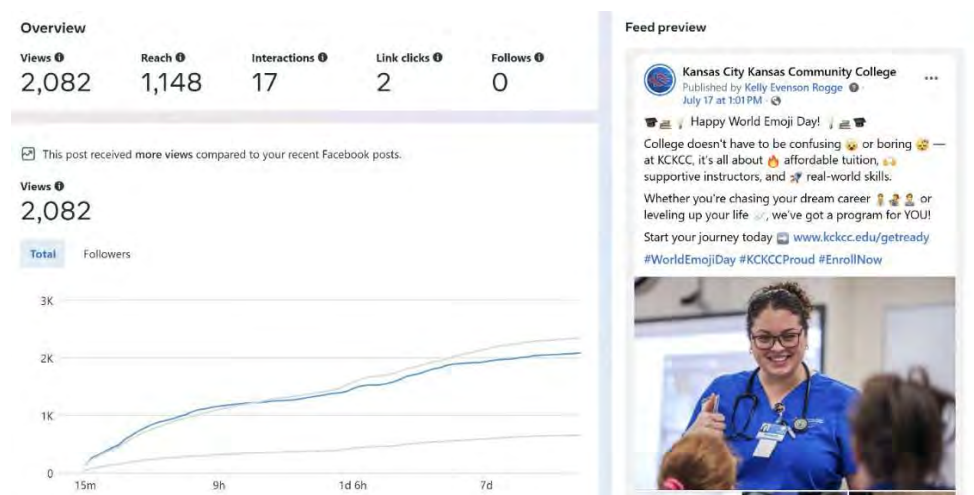 Overview
Views Reach Interactions Link clicks Follows
2,082 1,148 17 2 0
This post received more views compared to your recent Facebook posts.
Views
2,082
Total Followers
3K
2K
1K
0
15m 9h 1d 6h 7d
Feed preview
Kansas City Kansas Community College
Published by Kelly Evenson Rogge
July 17 at 1:01 PM ·
🎓📚💡 Happy World Emoji Day! 💡📚🎓
College doesn't have to be confusing 😵 or boring 😴 —
at KCKCC, it's all about 🔥 affordable tuition, 🙌
supportive instructors, and 🚀 real-world skills.
Whether you're chasing your dream career or
leveling up your life, we've got a program for YOU!
Start your journey today ➡️ www.kckcc.edu/getready
#WorldEmojiDay #KCKCCProud #EnrollNow